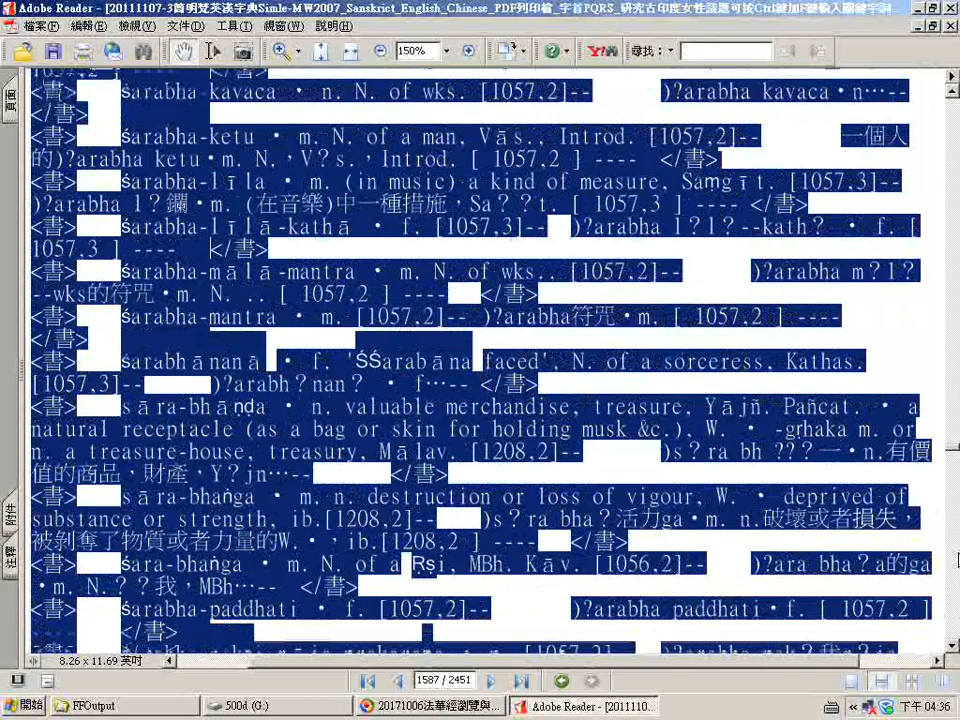 Adobe Reader - [20111107-3簡明梵英漢字典Simle-MW2007_Sanskrict_English_Chinese_PDF列印檔_字首PQRS_研究古印度女性議題可按Ctrl鍵加F鍵輸入關鍵字詞
檔案(F) 編輯(E) 檢視(V) 文件(D) 工具(T) 視窗(W) 說明(H)
150% Y! 尋找：
頁面
</書>
<書> śarabha kavaca ‧ n. N. of wks. [1057,2]-- )?arabha kavaca‧n…--
</書>
<書> śarabha-ketu ‧ m. N. of a man, Vās., Introd. [1057,2]-- 一個人
的)?arabha ketu‧m. N.，V?s.，Introd. [ 1057,2 ] ---- </書>
<書> śarabha-līla ‧ m. (in music) a kind of measure, Saṃgīt. [1057,3]--
)?arabha l?鑭‧m. (在音樂)中一種措施，Sa??t. [ 1057,3 ] ---- </書>
<書> śarabha-līlā-kathā ‧ f. [1057,3]-- )?arabha l?l?--kath? ‧ f. [
1057,3 ] ---- </書>
<書> śarabha-mālā-mantra ‧ m. N. of wks.. [1057,2]-- )?arabha m?l?
--wks的符咒‧m. N. .. [ 1057,2 ] ---- </書>
<書> śarabha-mantra ‧ m. [1057,2]-- )?arabha符咒‧m. [ 1057,2 ] ----
</書>
<書> śarabhānanā ‧ f. 'ŚŚarabāna faced', N. of a sorceress, Kathas.
[1057,3]-- )?arabh?nan? ‧ f…-- </書>
<書> sāra-bhāṇḍa ‧ n. valuable merchandise, treasure, Yājñ. Pañcat. ‧ a
natural receptacle (as a bag or skin for holding musk &c.), W. ‧ -gṛhaka m. or
n. a treasure-house, treasury, Mālav. [1208,2]-- )s?ra bh ???一‧n.有價
值的商品，財產，Y?jn…-- </書>
<書> sāra-bhaṅga ‧ m. n. destruction or loss of vigour, W. ‧ deprived of
substance or strength, ib.[1208,2]-- )s?ra bha?活力ga‧m. n.破壞或者損失，
被剝奪了物質或者力量的W.‧，ib.[1208,2 ] ---- </書>
<書> śara-bhaṅga ‧ m. N. of a Ṛṣi, MBh. Kāv. [1056,2]-- )?ara bha?a的ga
‧m. N.??我，MBh…-- </書>
<書> śarabha-paddhati ‧ f. [1057,2]-- )?arabha paddhati‧f. [ 1057,2 ]
---- </書>
附件
注釋
8.26 x 11.69 英吋
1587 / 2451
開始 FFOutput 500d (G:) 20171006法華經瀏覽與... Adobe Reader - [2011110... 下午 04:36